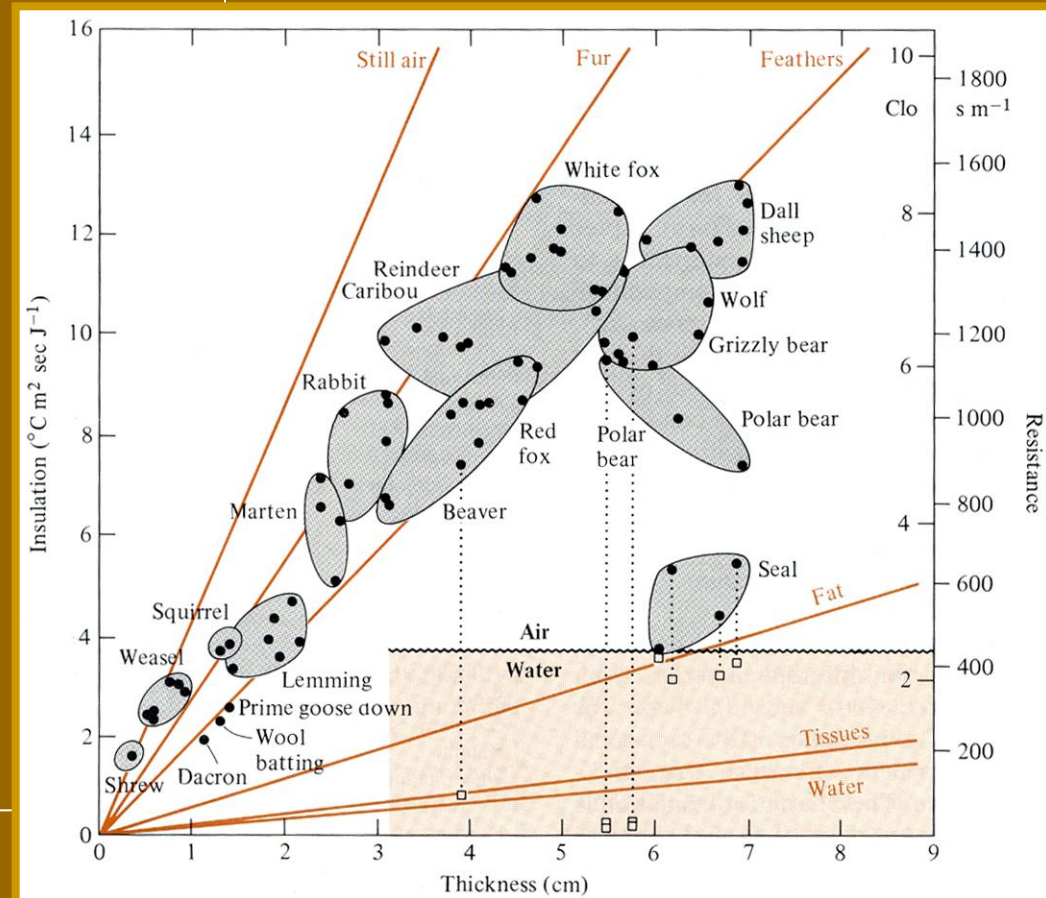 16
14
12
10
8
6
4
2
0
Insulation (°C m² sec J⁻¹)
Still air
Fur
Feathers
10
Clo
8
6
4
2
1800
s m⁻¹
1600
1400
1200
1000
800
600
400
200
Resistance
White fox
Dall
sheep
Reindeer
Caribou
Wolf
Grizzly bear
Rabbit
Polar bear
Polar
bear
Red
fox
Marten
Beaver
Seal
Fat
Squirrel
Air
Water
Weasel
Lemming
Prime goose down
Wool
batting
Dacron
Shrew
Tissues
Water
0
1
2
3
4
5
6
7
8
9
Thickness (cm)